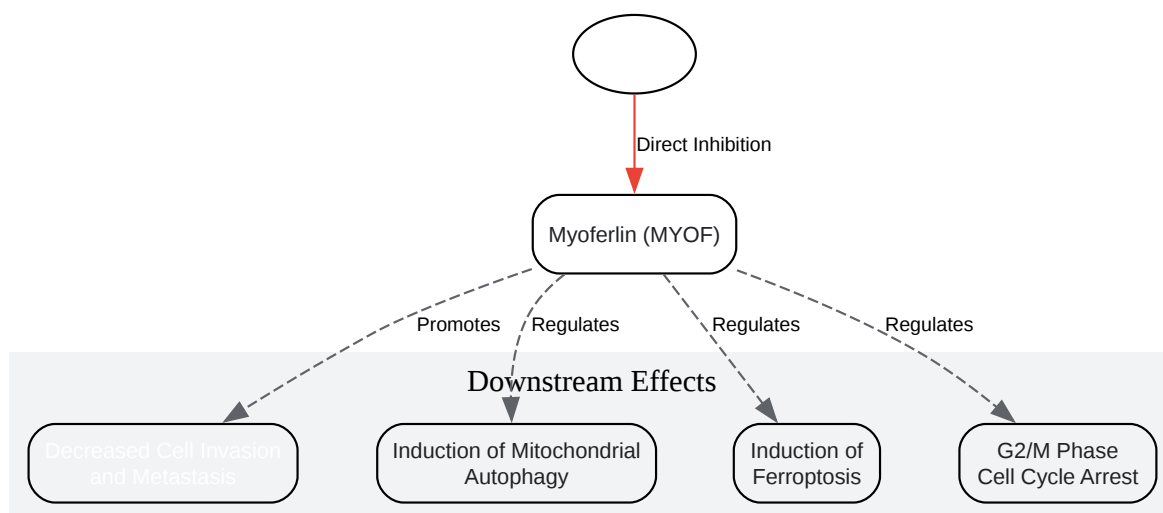 Direct Inhibition
Myoferlin (MYOF)
Promotes
Regulates
Regulates
Regulates
Downstream Effects
Decreased Cell Invasion
and Metastasis
Induction of Mitochondrial
Autophagy
Induction of
Ferroptosis
G2/M Phase
Cell Cycle Arrest